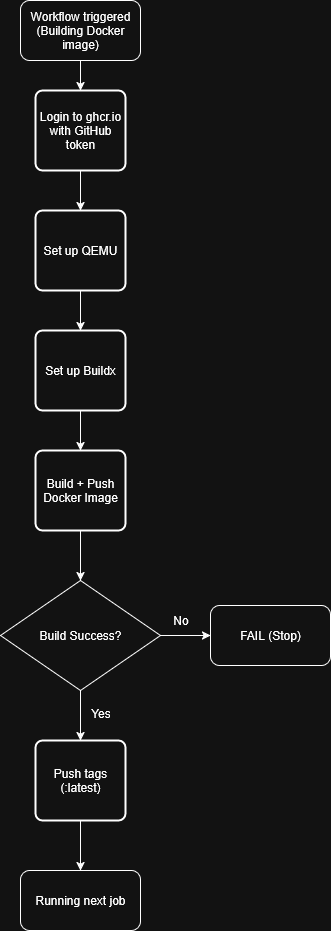 Workflow triggered
(Building Docker
image)
Login to ghcr.io
with GitHub
token
Set up QEMU
Set up Buildx
Build + Push
Docker Image
Build Success?
No
FAIL (Stop)
Yes
Push tags
(:latest)
Running next job